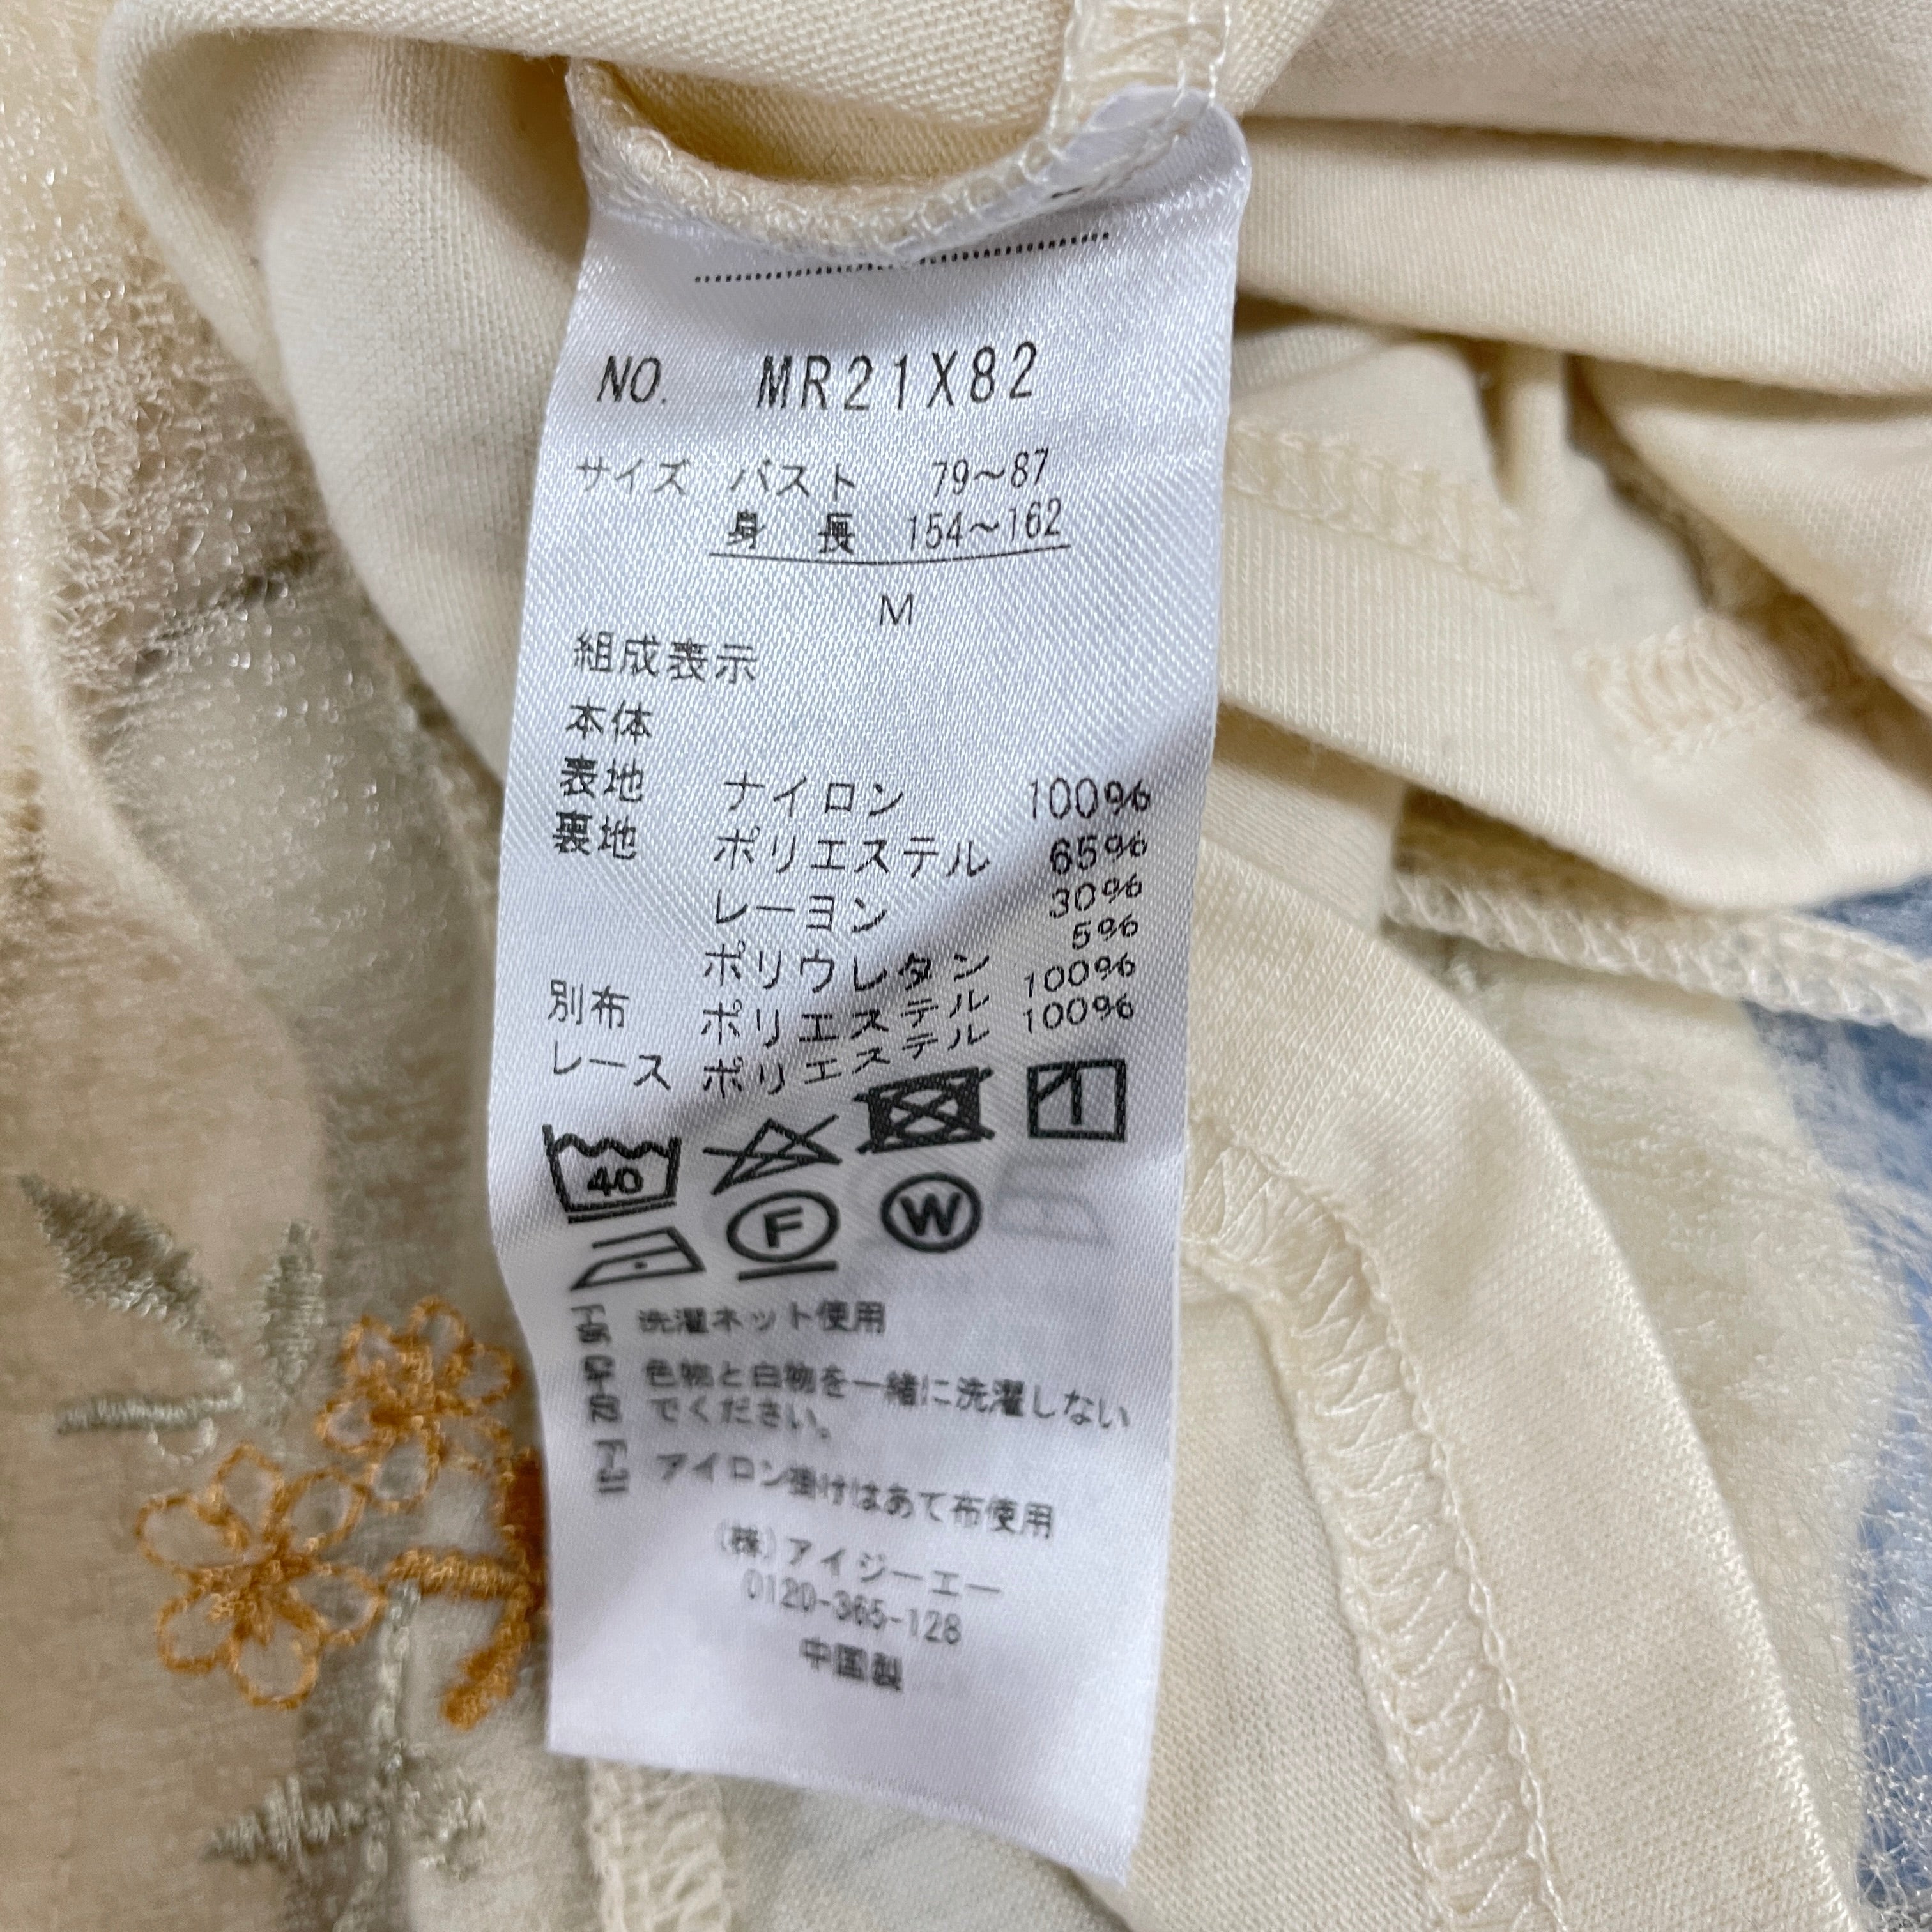 NO. MR21X82
サイズ バスト 79~87
身 長 154~162
M
組成表示
本体
表地 ナイロン 100%
裏地 ポリエステル 65%
レーヨン 30%
ポリウレタン 5%
別布 ポリエステル 100%
レース ポリエステル 100%
40
F W
洗濯ネット使用
色物と白物を一緒に洗濯しない
でください。
アイロン掛けはあて布使用
(株)アイジーエー
0120-365-128
中国製